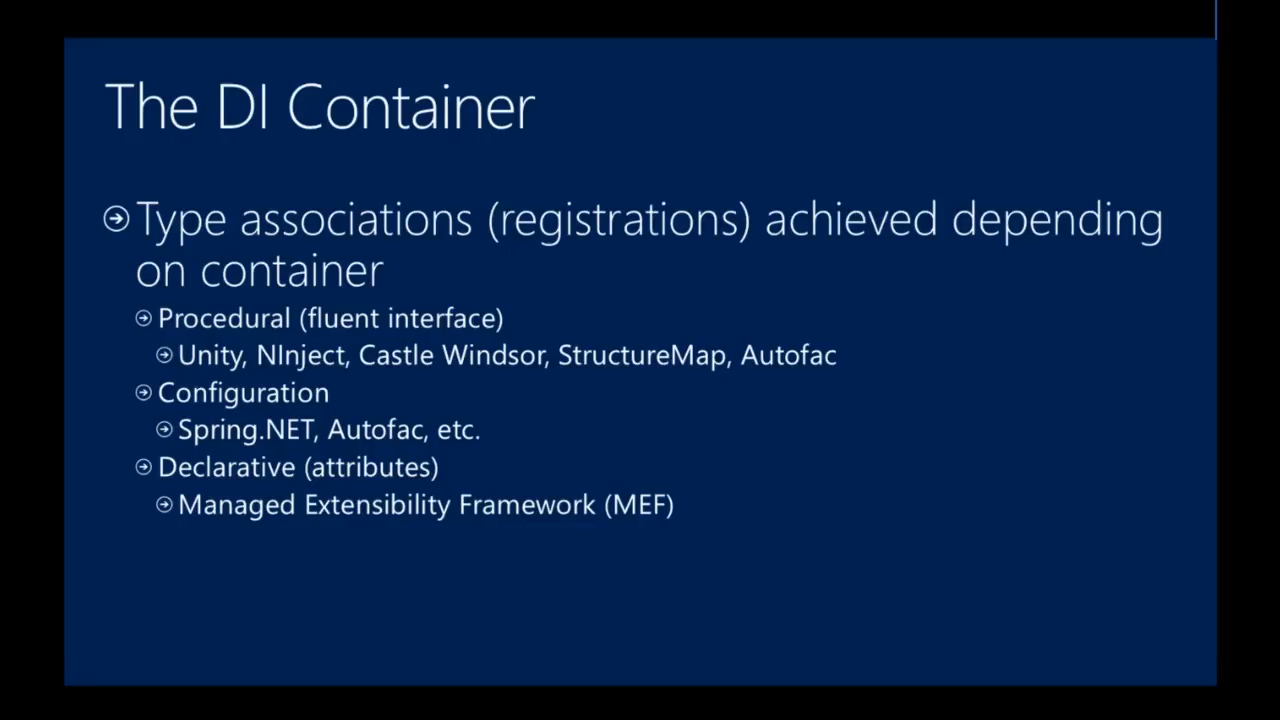 The DI Container
Type associations (registrations) achieved depending
on container
Procedural (fluent interface)
Unity, NInject, Castle Windsor, StructureMap, Autofac
Configuration
Spring.NET, Autofac, etc.
Declarative (attributes)
Managed Extensibility Framework (MEF)